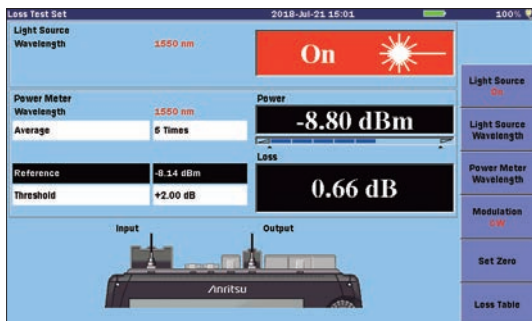 Loss Test Set 2018-Jul-21 15:01 100%
Light Source
Wavelength 1550 nm
On
Power Meter
Wavelength 1550 nm
Average 5 Times
Reference -8.14 dBm
Threshold +2.00 dB
Power
-8.80 dBm
Loss
0.66 dB
Input Output
Anritsu
Light Source
On
Light Source
Wavelength
Power Meter
Wavelength
Modulation
CW
Set Zero
Loss Table